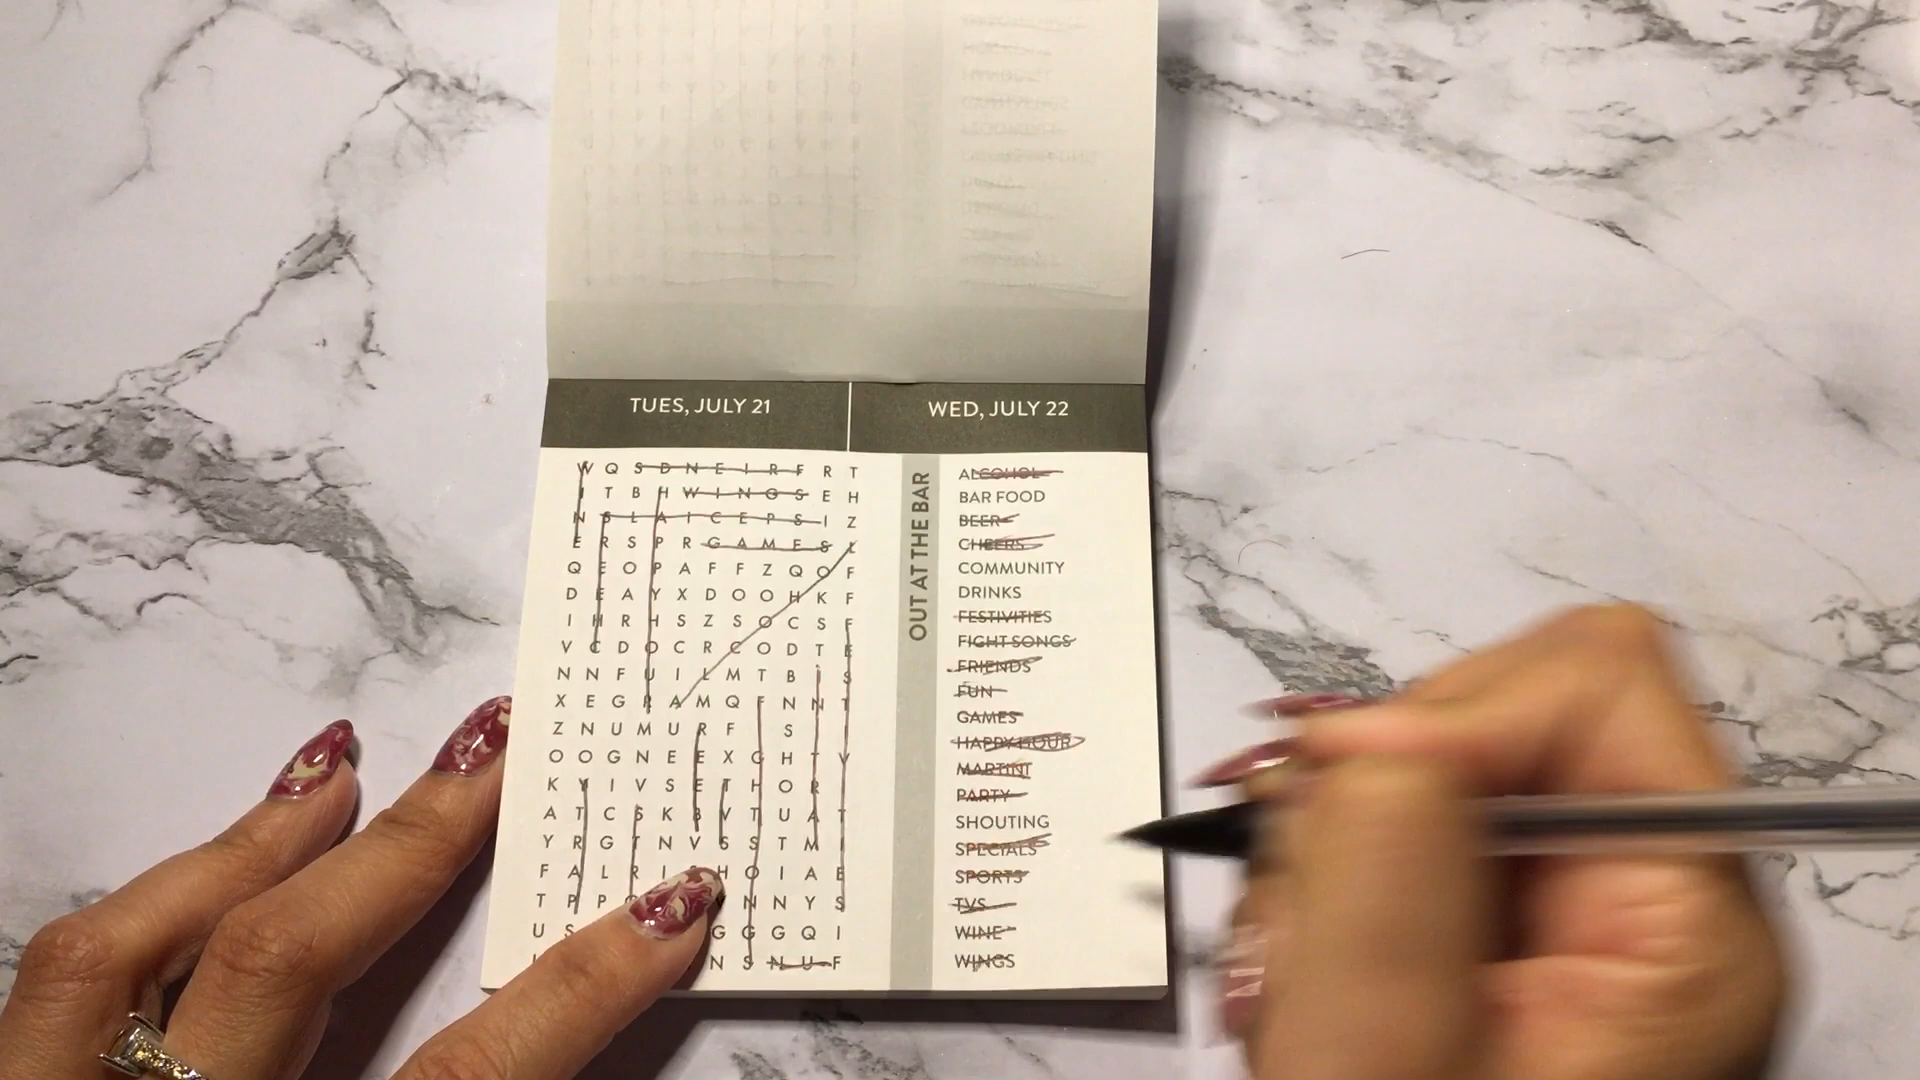 TUES, JULY 21
WED, JULY 22
W Q S D N E I R F R T
I T B H W I N G S E H
N S L A I C E P S I Z
E R S P R G A M E S L
Q E O P A F F Z Q O F
D E A Y X D O O H K F
I H R H S Z S O C S F
V C D O C R C O D T E
N N F U I L M T B I S
X E G R A M Q F N N T
Z N U M U R F S
O O G N E E X G H T V
K Y I V S E T H O R
A T C S K B V T U A T
Y R G T N V S S T M I
F A L R I H O I A E
T P P V N N Y S
U S G G G Q I
N S N U F
OUT AT THE BAR
ALCOHOL
BAR FOOD
BEER
CHEERS
COMMUNITY
DRINKS
FESTIVITIES
FIGHT SONGS
FRIENDS
FUN
GAMES
HAPPY HOUR
MARTINI
PARTY
SHOUTING
SPECIALS
SPORTS
TVS
WINE
WINGS